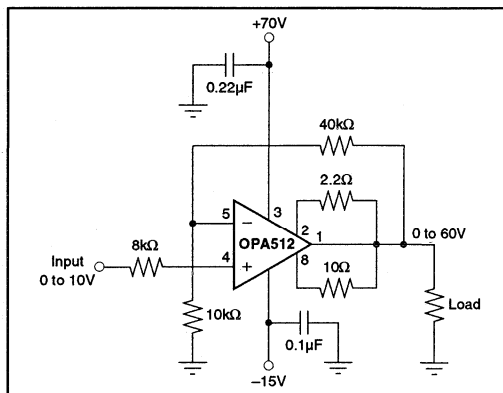 +70V
0.22µF
40kΩ
2.2Ω
5
−
3
2
1
OPA512
0 to 60V
Input
0 to 10V
8kΩ
4
+
8
10Ω
10kΩ
Load
0.1µF
−15V